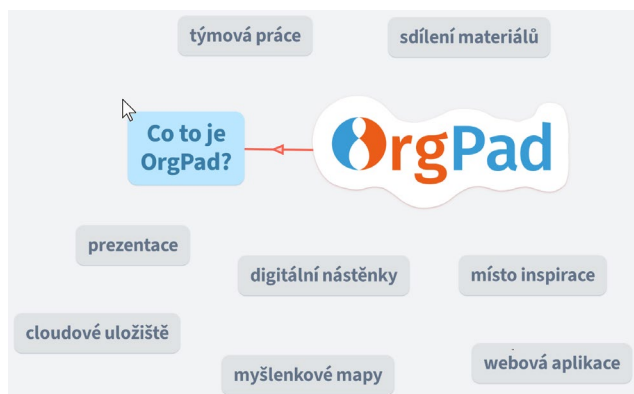 týmová práce
sdílení materiálů
Co to je
OrgPad?
OrgPad
prezentace
digitální nástěnky
místo inspirace
cloudové uložiště
myšlenkové mapy
webová aplikace